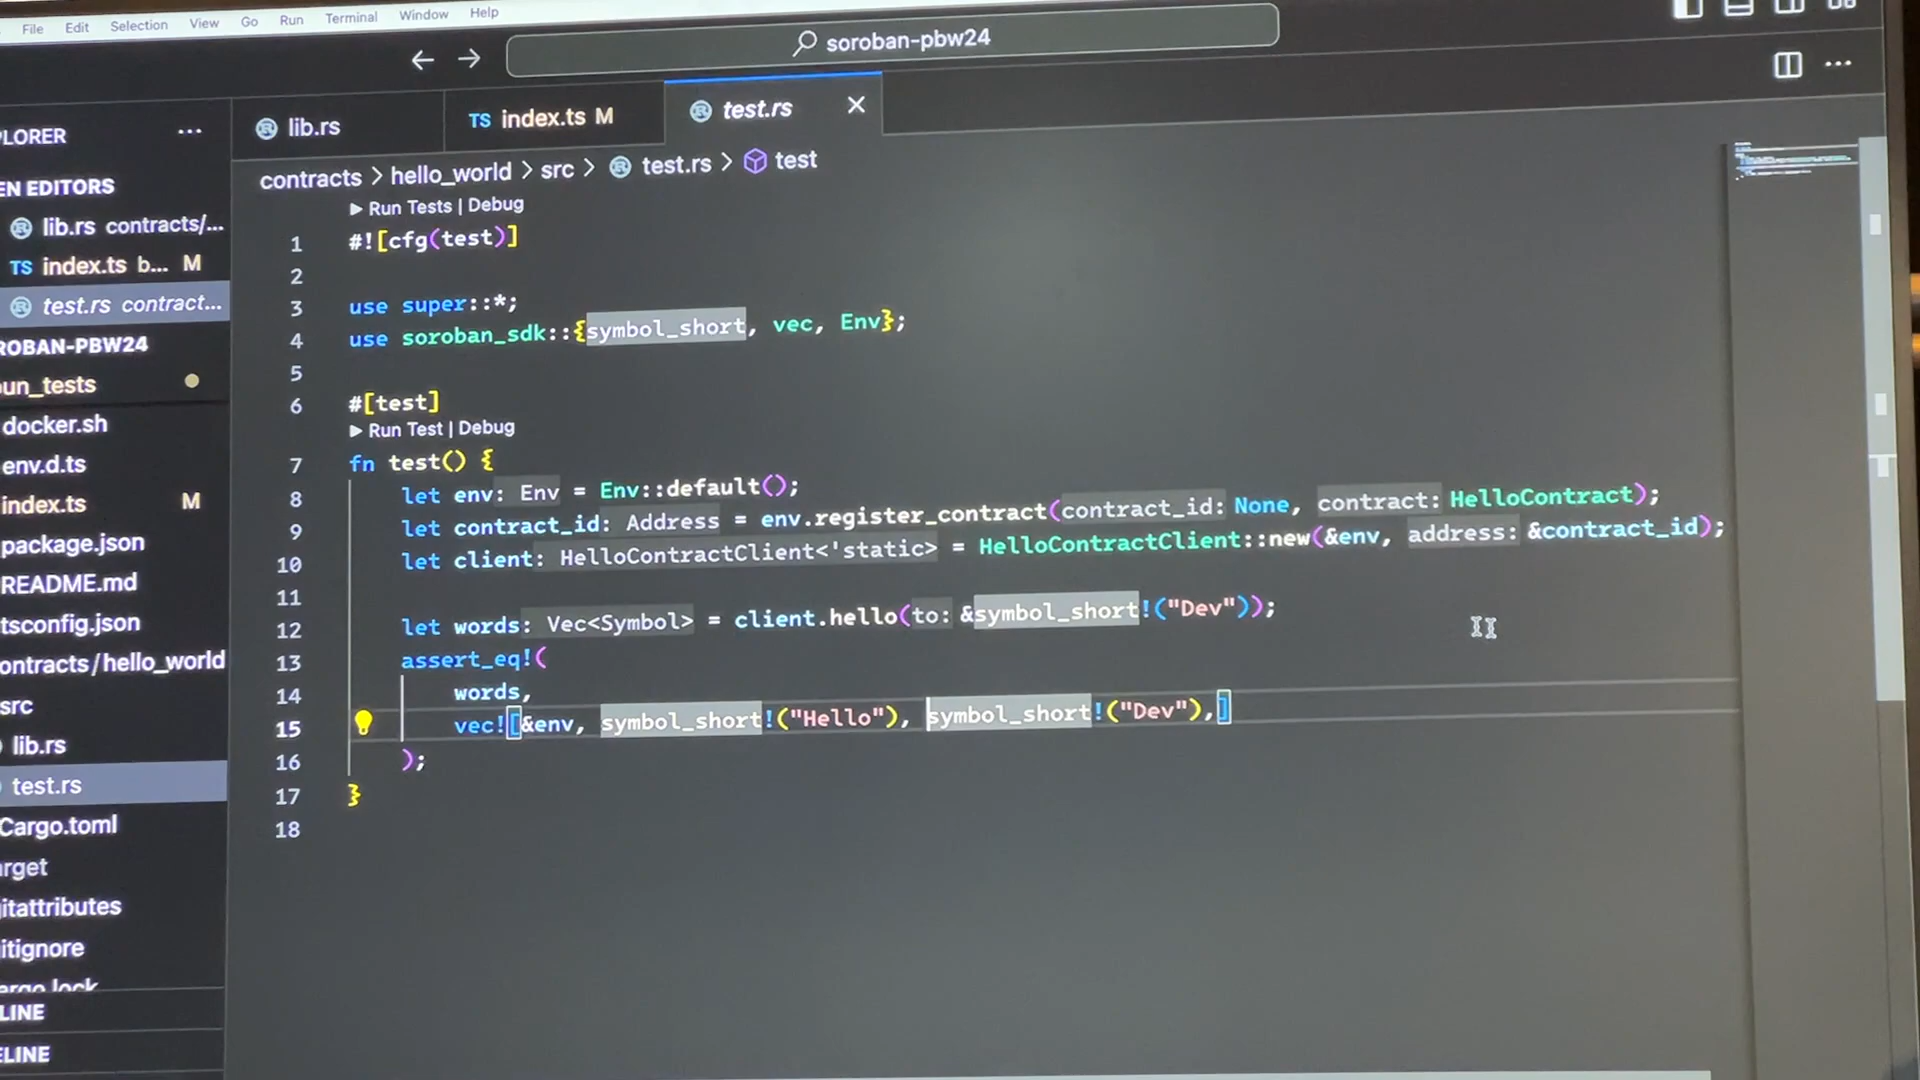 File Edit Selection View Go Run Terminal Window Help
soroban-pbw24
lib.rs
TS index.ts M
test.rs
contracts > hello_world > src > test.rs > test
LORER
EN EDITORS
lib.rs contracts/...
TS index.ts b... M
test.rs contract...
ROBAN-PBW24
un_tests
docker.sh
env.d.ts
index.ts M
package.json
README.md
tsconfig.json
ontracts/hello_world
src
lib.rs
test.rs
Cargo.toml
arget
itattributes
itignore
argo.lock
LINE
ELINE
Run Tests | Debug
1 #![cfg(test)]
2
3 use super::*;
4 use soroban_sdk::{symbol_short, vec, Env};
5
6 #[test]
Run Test | Debug
7 fn test() {
8 let env: Env = Env::default();
9 let contract_id: Address = env.register_contract(contract_id: None, contract: HelloContract);
10 let client: HelloContractClient<'static> = HelloContractClient::new(&env, address: &contract_id);
11
12 let words: Vec<Symbol> = client.hello(to: &symbol_short!("Dev"));
13 assert_eq!(
14 words,
15 vec![&env, symbol_short!("Hello"), symbol_short!("Dev"),]
16 );
17 }
18